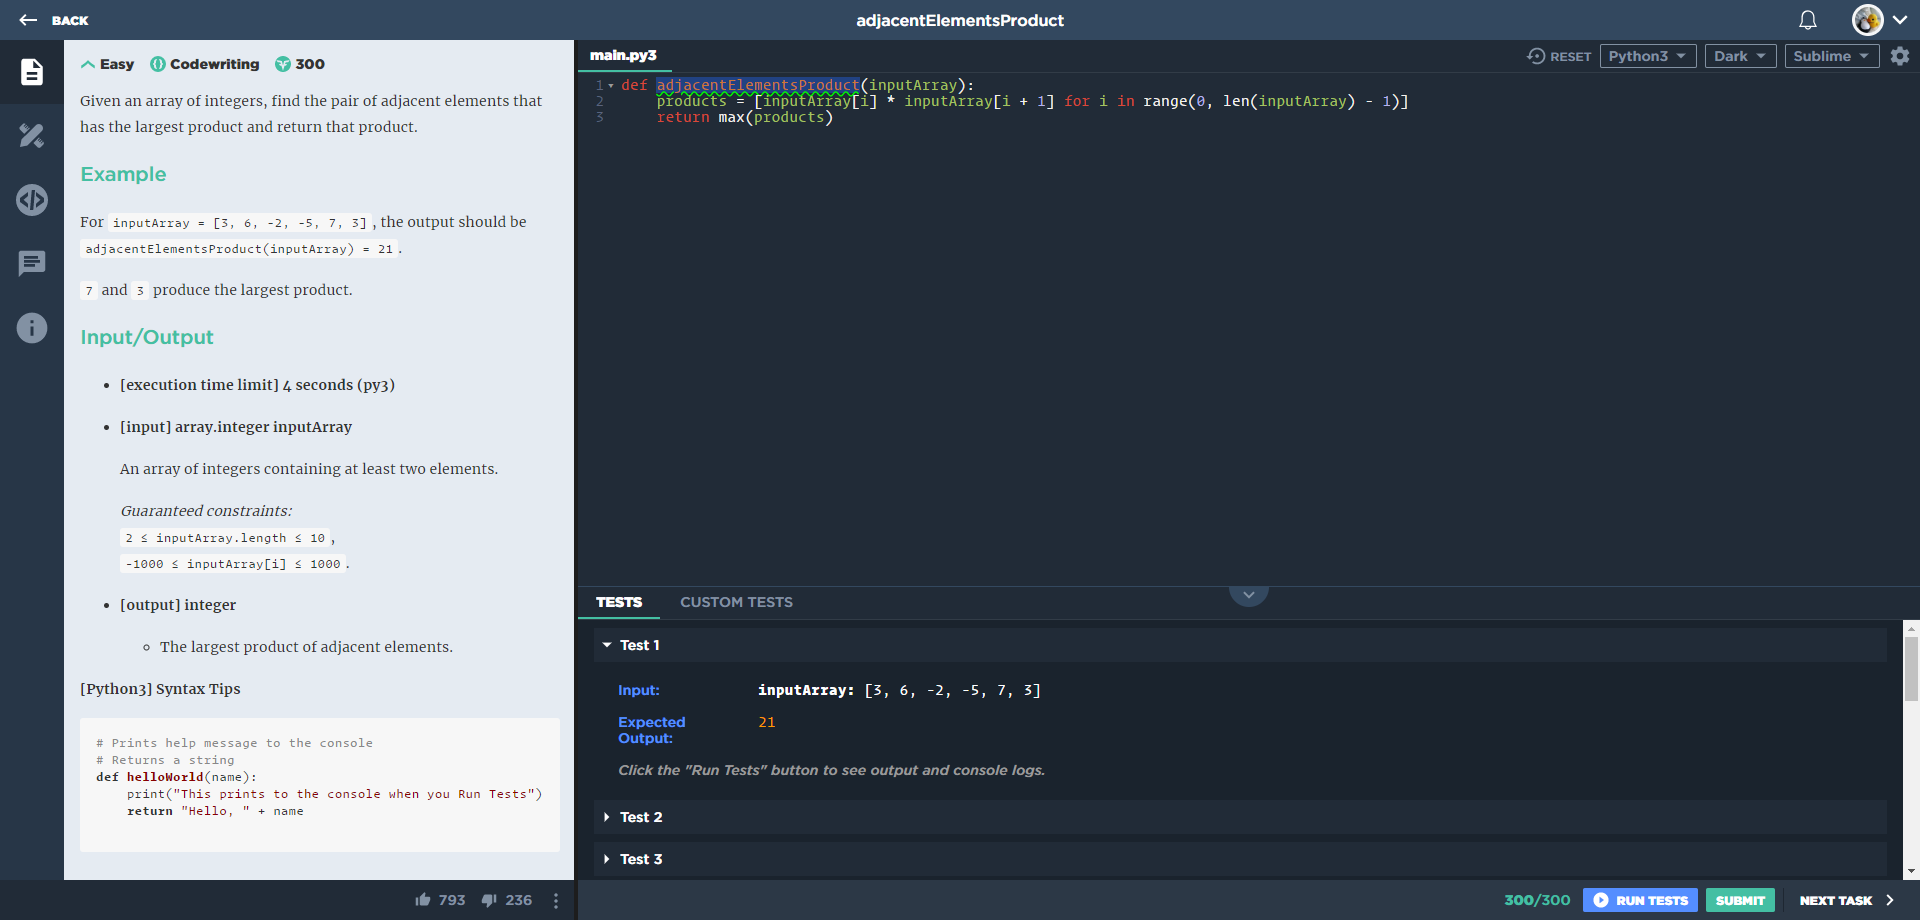 BACK
adjacentElementsProduct
Easy Codewriting 300
Given an array of integers, find the pair of adjacent elements that
has the largest product and return that product.
Example
For inputArray = [3, 6, -2, -5, 7, 3], the output should be
adjacentElementsProduct(inputArray) = 21.
7 and 3 produce the largest product.
Input/Output
• [execution time limit] 4 seconds (py3)
• [input] array.integer inputArray
An array of integers containing at least two elements.
Guaranteed constraints:
2 ≤ inputArray.length ≤ 10,
-1000 ≤ inputArray[i] ≤ 1000.
• [output] integer
◦ The largest product of adjacent elements.
[Python3] Syntax Tips
# Prints help message to the console
# Returns a string
def helloWorld(name):
    print("This prints to the console when you Run Tests")
    return "Hello, " + name
793 236
main.py3
RESET Python3 Dark Sublime
1 def adjacentElementsProduct(inputArray):
2     products = [inputArray[i] * inputArray[i + 1] for i in range(0, len(inputArray) - 1)]
3     return max(products)
TESTS CUSTOM TESTS
Test 1
Input: inputArray: [3, 6, -2, -5, 7, 3]
Expected 21
Output:
Click the "Run Tests" button to see output and console logs.
Test 2
Test 3
300/300 RUN TESTS SUBMIT NEXT TASK